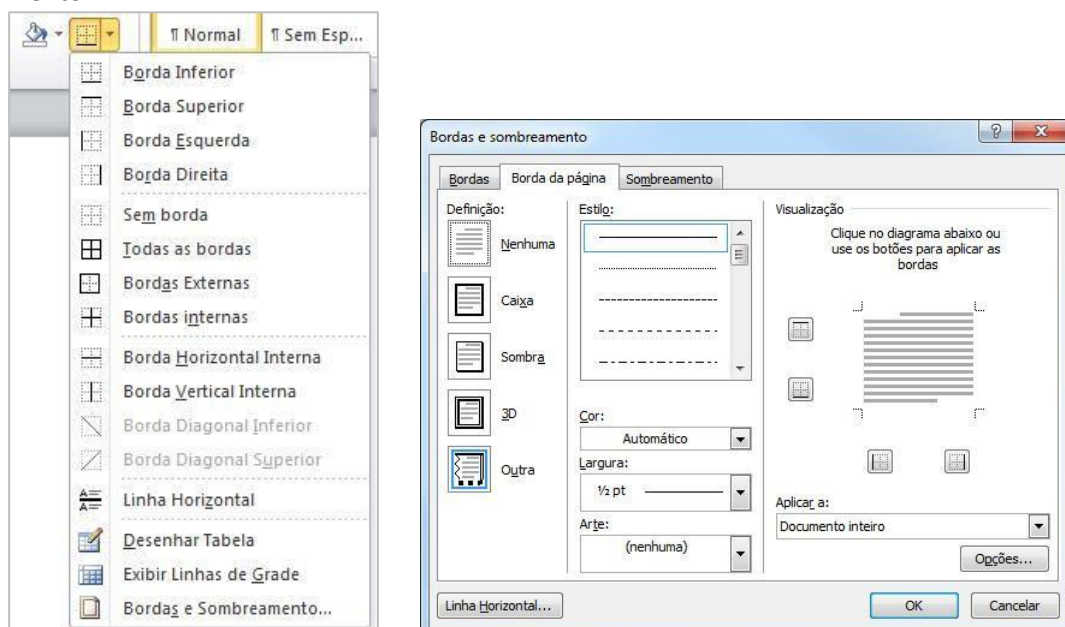 ¶ Normal
¶ Sem Esp...
Borda Inferior
Borda Superior
Borda Esquerda
Borda Direita
Sem borda
Todas as bordas
Bordas Externas
Bordas internas
Borda Horizontal Interna
Borda Vertical Interna
Borda Diagonal Inferior
Borda Diagonal Superior
Linha Horizontal
Desenhar Tabela
Exibir Linhas de Grade
Bordas e Sombreamento...
Bordas e sombreamento
Bordas
Borda da página
Sombreamento
Definição:
Nenhuma
Caixa
Sombra
3D
Outra
Estilo:
Cor:
Automático
Largura:
½ pt
Arte:
(nenhuma)
Visualização
Clique no diagrama abaixo ou
use os botões para aplicar as
bordas
Aplicar a:
Documento inteiro
Opções...
Linha Horizontal...
OK
Cancelar